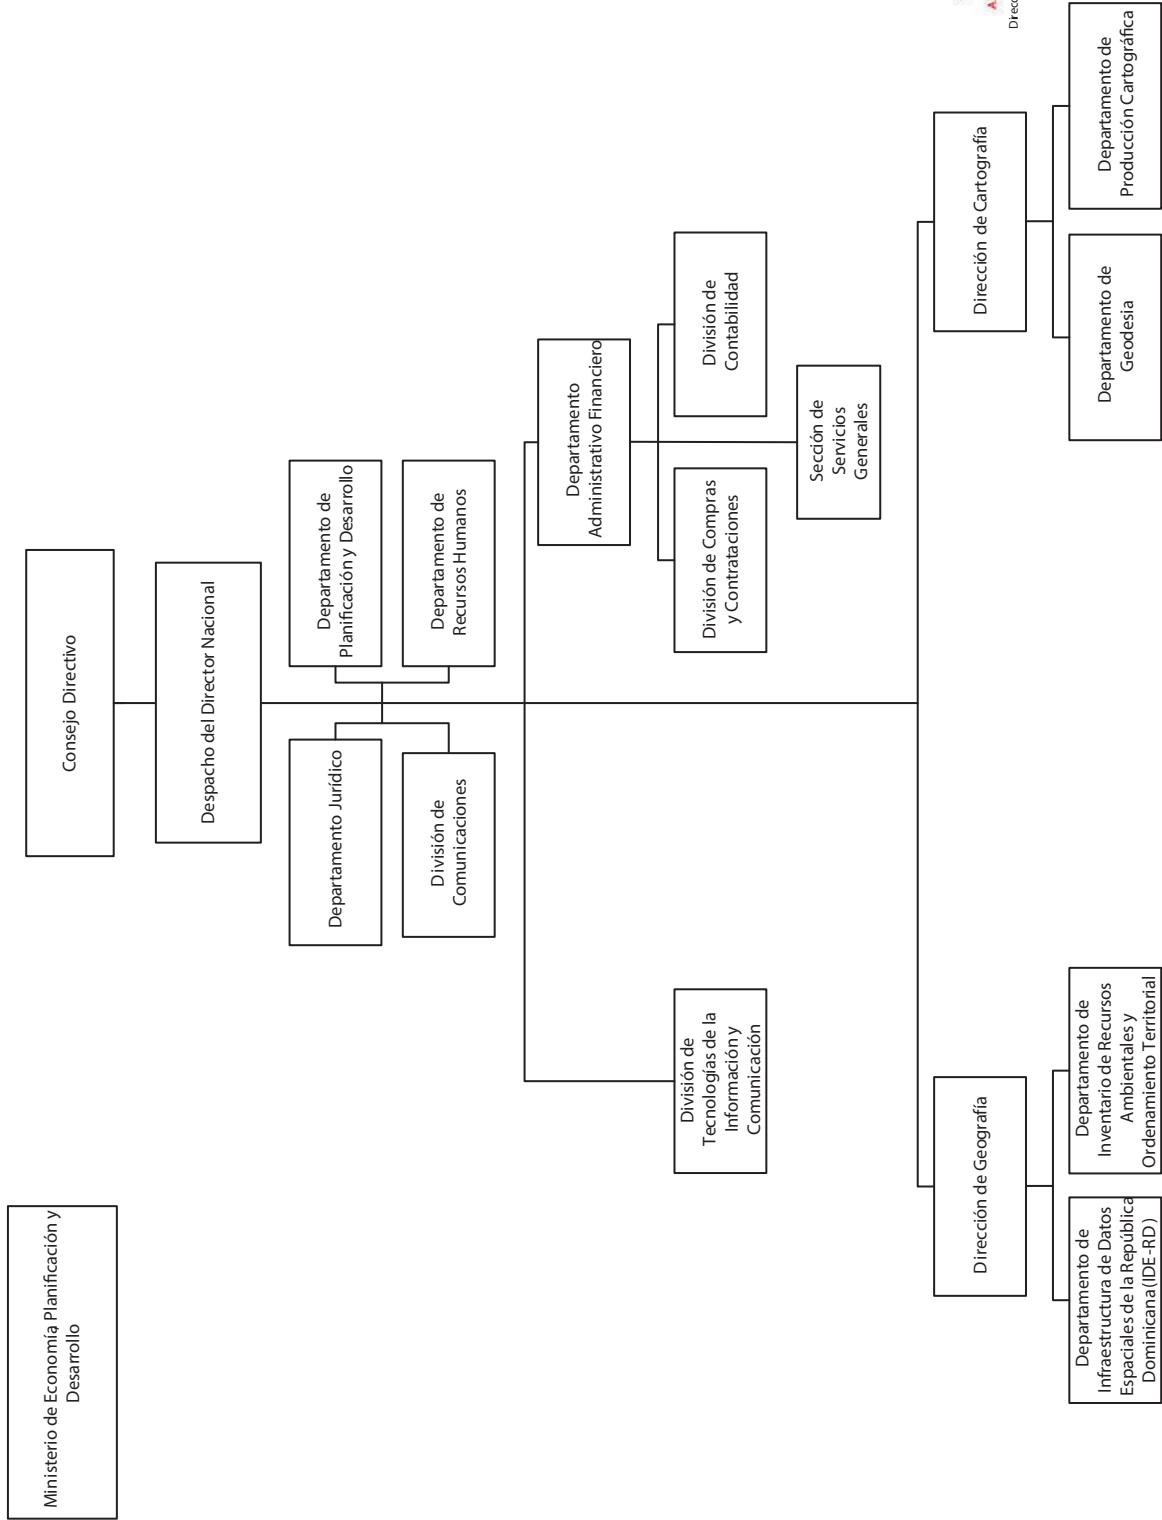 Ministerio de Economía, Planificación y
Desarrollo
Consejo Directivo
Despacho del Director Nacional
Departamento Jurídico
Departamento de
Planificación y Desarrollo
División de
Comunicaciones
Departamento de
Recursos Humanos
División de
Tecnologías de la
Información y
Comunicación
Departamento
Administrativo Financiero
División de Compras
y Contrataciones
División de
Contabilidad
Sección de
Servicios
Generales
Dirección de Geografía
Dirección de Cartografía
Departamento de
Infraestructura de Datos
Espaciales de la República
Dominicana(IDE-RD)
Departamento de
Inventario de Recursos
Ambientales y
Ordenamiento Territorial
Departamento de
Geodesia
Departamento de
Producción Cartográfica